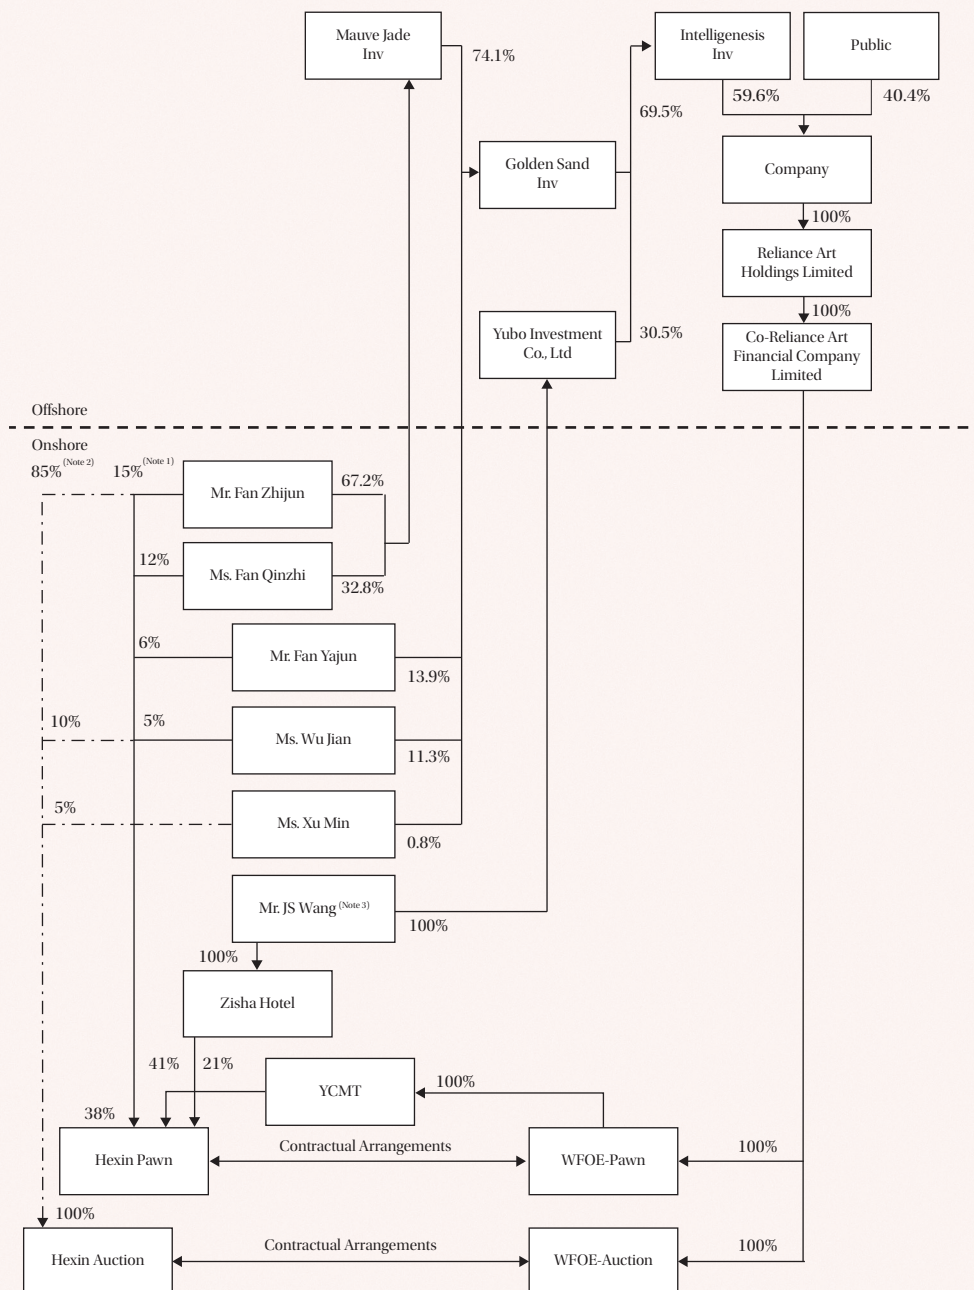 Mauve Jade
Inv
74.1%
Intelligenesis
Inv
Public
59.6%
40.4%
69.5%
Golden Sand
Inv
Company
100%
Reliance Art
Holdings Limited
100%
Yubo Investment
Co., Ltd
30.5%
Co-Reliance Art
Financial Company
Limited
Offshore
Onshore
85% (Note 2)
15% (Note 1)
Mr. Fan Zhijun
67.2%
12%
Ms. Fan Qinzhi
32.8%
6%
Mr. Fan Yajun
13.9%
10%
5%
Ms. Wu Jian
11.3%
5%
Ms. Xu Min
0.8%
Mr. JS Wang (Note 3)
100%
100%
Zisha Hotel
41%
21%
YCMT
100%
38%
Hexin Pawn
Contractual Arrangements
WFOE-Pawn
100%
100%
Hexin Auction
Contractual Arrangements
WFOE-Auction
100%